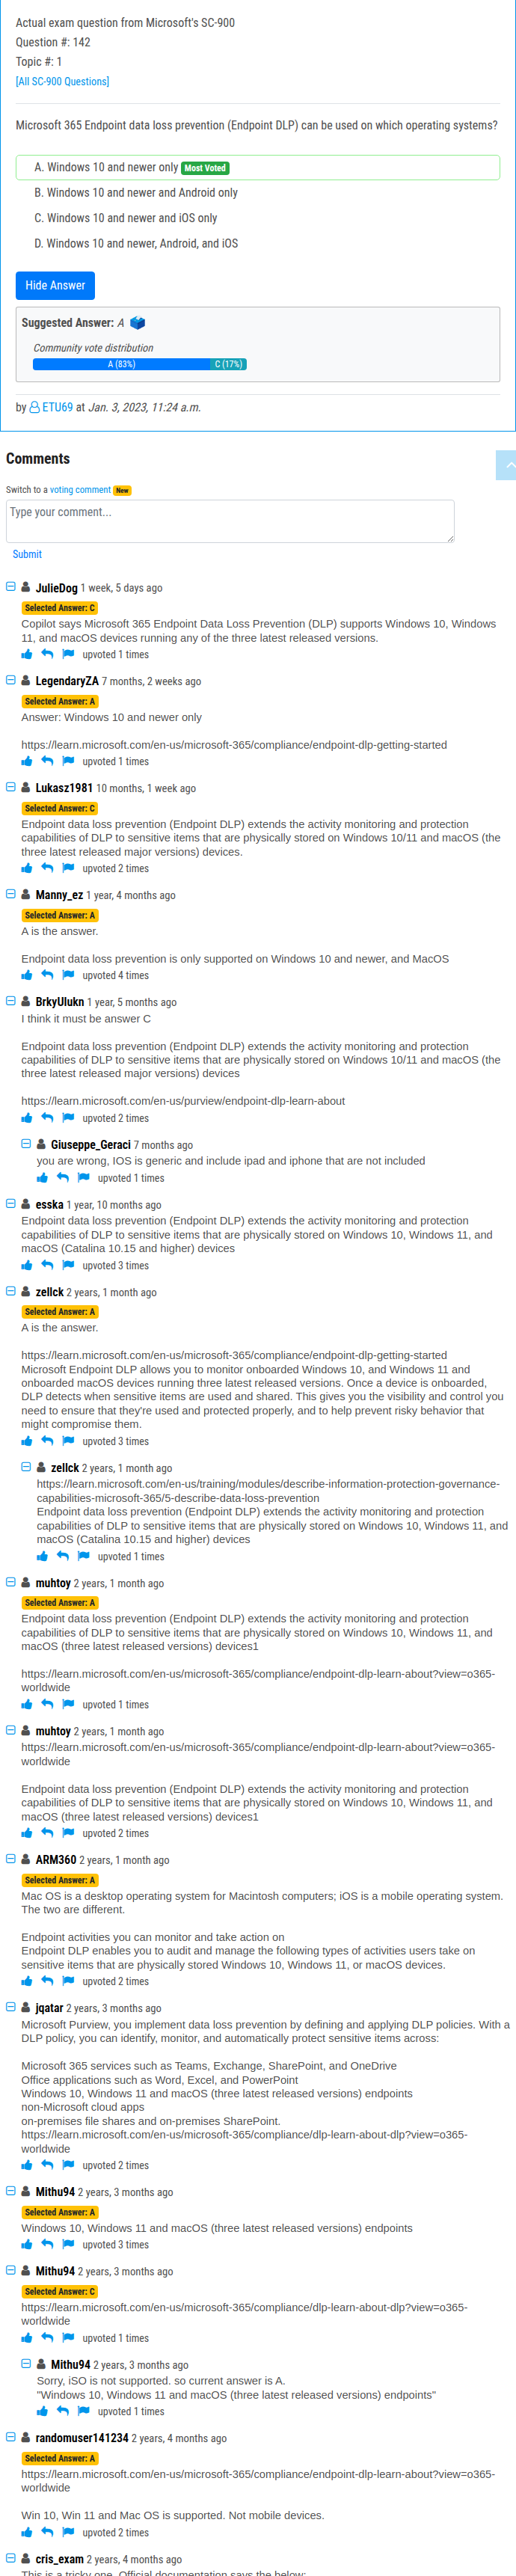 Actual exam question from Microsoft's SC-900
Question #: 142
Topic #: 1
[All SC-900 Questions]
Microsoft 365 Endpoint data loss prevention (Endpoint DLP) can be used on which operating systems?
A. Windows 10 and newer only Most Voted
B. Windows 10 and newer and Android only
C. Windows 10 and newer and iOS only
D. Windows 10 and newer, Android, and iOS
Hide Answer
Suggested Answer: A
Community vote distribution
A (83%) C (17%)
by ETU69 at Jan. 3, 2023, 11:24 a.m.
Comments
Switch to a voting comment New
Type your comment...
Submit
JulieDog 1 week, 5 days ago
Selected Answer: C
Copilot says Microsoft 365 Endpoint Data Loss Prevention (DLP) supports Windows 10, Windows
11, and macOS devices running any of the three latest released versions.
upvoted 1 times
LegendaryZA 7 months, 2 weeks ago
Selected Answer: A
Answer: Windows 10 and newer only
https://learn.microsoft.com/en-us/microsoft-365/compliance/endpoint-dlp-getting-started
upvoted 1 times
Lukasz1981 10 months, 1 week ago
Selected Answer: C
Endpoint data loss prevention (Endpoint DLP) extends the activity monitoring and protection
capabilities of DLP to sensitive items that are physically stored on Windows 10/11 and macOS (the
three latest released major versions) devices.
upvoted 2 times
Manny_ez 1 year, 4 months ago
Selected Answer: A
A is the answer.
Endpoint data loss prevention is only supported on Windows 10 and newer, and MacOS
upvoted 4 times
BrkyUlukn 1 year, 5 months ago
I think it must be answer C
Endpoint data loss prevention (Endpoint DLP) extends the activity monitoring and protection
capabilities of DLP to sensitive items that are physically stored on Windows 10/11 and macOS (the
three latest released major versions) devices
https://learn.microsoft.com/en-us/purview/endpoint-dlp-learn-about
upvoted 2 times
Giuseppe_Geraci 7 months ago
you are wrong, IOS is generic and include ipad and iphone that are not included
upvoted 1 times
esska 1 year, 10 months ago
Endpoint data loss prevention (Endpoint DLP) extends the activity monitoring and protection
capabilities of DLP to sensitive items that are physically stored on Windows 10, Windows 11, and
macOS (Catalina 10.15 and higher) devices
upvoted 3 times
zellck 2 years, 1 month ago
Selected Answer: A
A is the answer.
https://learn.microsoft.com/en-us/microsoft-365/compliance/endpoint-dlp-getting-started
Microsoft Endpoint DLP allows you to monitor onboarded Windows 10, and Windows 11 and
onboarded macOS devices running three latest released versions. Once a device is onboarded,
DLP detects when sensitive items are used and shared. This gives you the visibility and control you
need to ensure that they're used and protected properly, and to help prevent risky behavior that
might compromise them.
upvoted 3 times
zellck 2 years, 1 month ago
https://learn.microsoft.com/en-us/training/modules/describe-information-protection-governance-
capabilities-microsoft-365/5-describe-data-loss-prevention
Endpoint data loss prevention (Endpoint DLP) extends the activity monitoring and protection
capabilities of DLP to sensitive items that are physically stored on Windows 10, Windows 11, and
macOS (Catalina 10.15 and higher) devices
upvoted 1 times
muhtoy 2 years, 1 month ago
Selected Answer: A
Endpoint data loss prevention (Endpoint DLP) extends the activity monitoring and protection
capabilities of DLP to sensitive items that are physically stored on Windows 10, Windows 11, and
macOS (three latest released versions) devices1
https://learn.microsoft.com/en-us/microsoft-365/compliance/endpoint-dlp-learn-about?view=o365-
worldwide
upvoted 1 times
muhtoy 2 years, 1 month ago
https://learn.microsoft.com/en-us/microsoft-365/compliance/endpoint-dlp-learn-about?view=o365-
worldwide
Endpoint data loss prevention (Endpoint DLP) extends the activity monitoring and protection
capabilities of DLP to sensitive items that are physically stored on Windows 10, Windows 11, and
macOS (three latest released versions) devices1
upvoted 2 times
ARM360 2 years, 1 month ago
Selected Answer: A
Mac OS is a desktop operating system for Macintosh computers; iOS is a mobile operating system.
The two are different.
Endpoint activities you can monitor and take action on
Endpoint DLP enables you to audit and manage the following types of activities users take on
sensitive items that are physically stored Windows 10, Windows 11, or macOS devices.
upvoted 2 times
jqatar 2 years, 3 months ago
Microsoft Purview, you implement data loss prevention by defining and applying DLP policies. With a
DLP policy, you can identify, monitor, and automatically protect sensitive items across:
Microsoft 365 services such as Teams, Exchange, SharePoint, and OneDrive
Office applications such as Word, Excel, and PowerPoint
Windows 10, Windows 11 and macOS (three latest released versions) endpoints
non-Microsoft cloud apps
on-premises file shares and on-premises SharePoint.
https://learn.microsoft.com/en-us/microsoft-365/compliance/dlp-learn-about-dlp?view=o365-
worldwide
upvoted 2 times
Mithu94 2 years, 3 months ago
Selected Answer: A
Windows 10, Windows 11 and macOS (three latest released versions) endpoints
upvoted 3 times
Mithu94 2 years, 3 months ago
Selected Answer: C
https://learn.microsoft.com/en-us/microsoft-365/compliance/dlp-learn-about-dlp?view=o365-
worldwide
upvoted 1 times
Mithu94 2 years, 3 months ago
Sorry, iSO is not supported. so current answer is A.
"Windows 10, Windows 11 and macOS (three latest released versions) endpoints"
upvoted 1 times
randomuser141234 2 years, 4 months ago
Selected Answer: A
https://learn.microsoft.com/en-us/microsoft-365/compliance/endpoint-dlp-learn-about?view=o365-
worldwide
Win 10, Win 11 and Mac OS is supported. Not mobile devices.
upvoted 2 times
cris_exam 2 years, 4 months ago
This is a tricky one. Official documentation says the below: